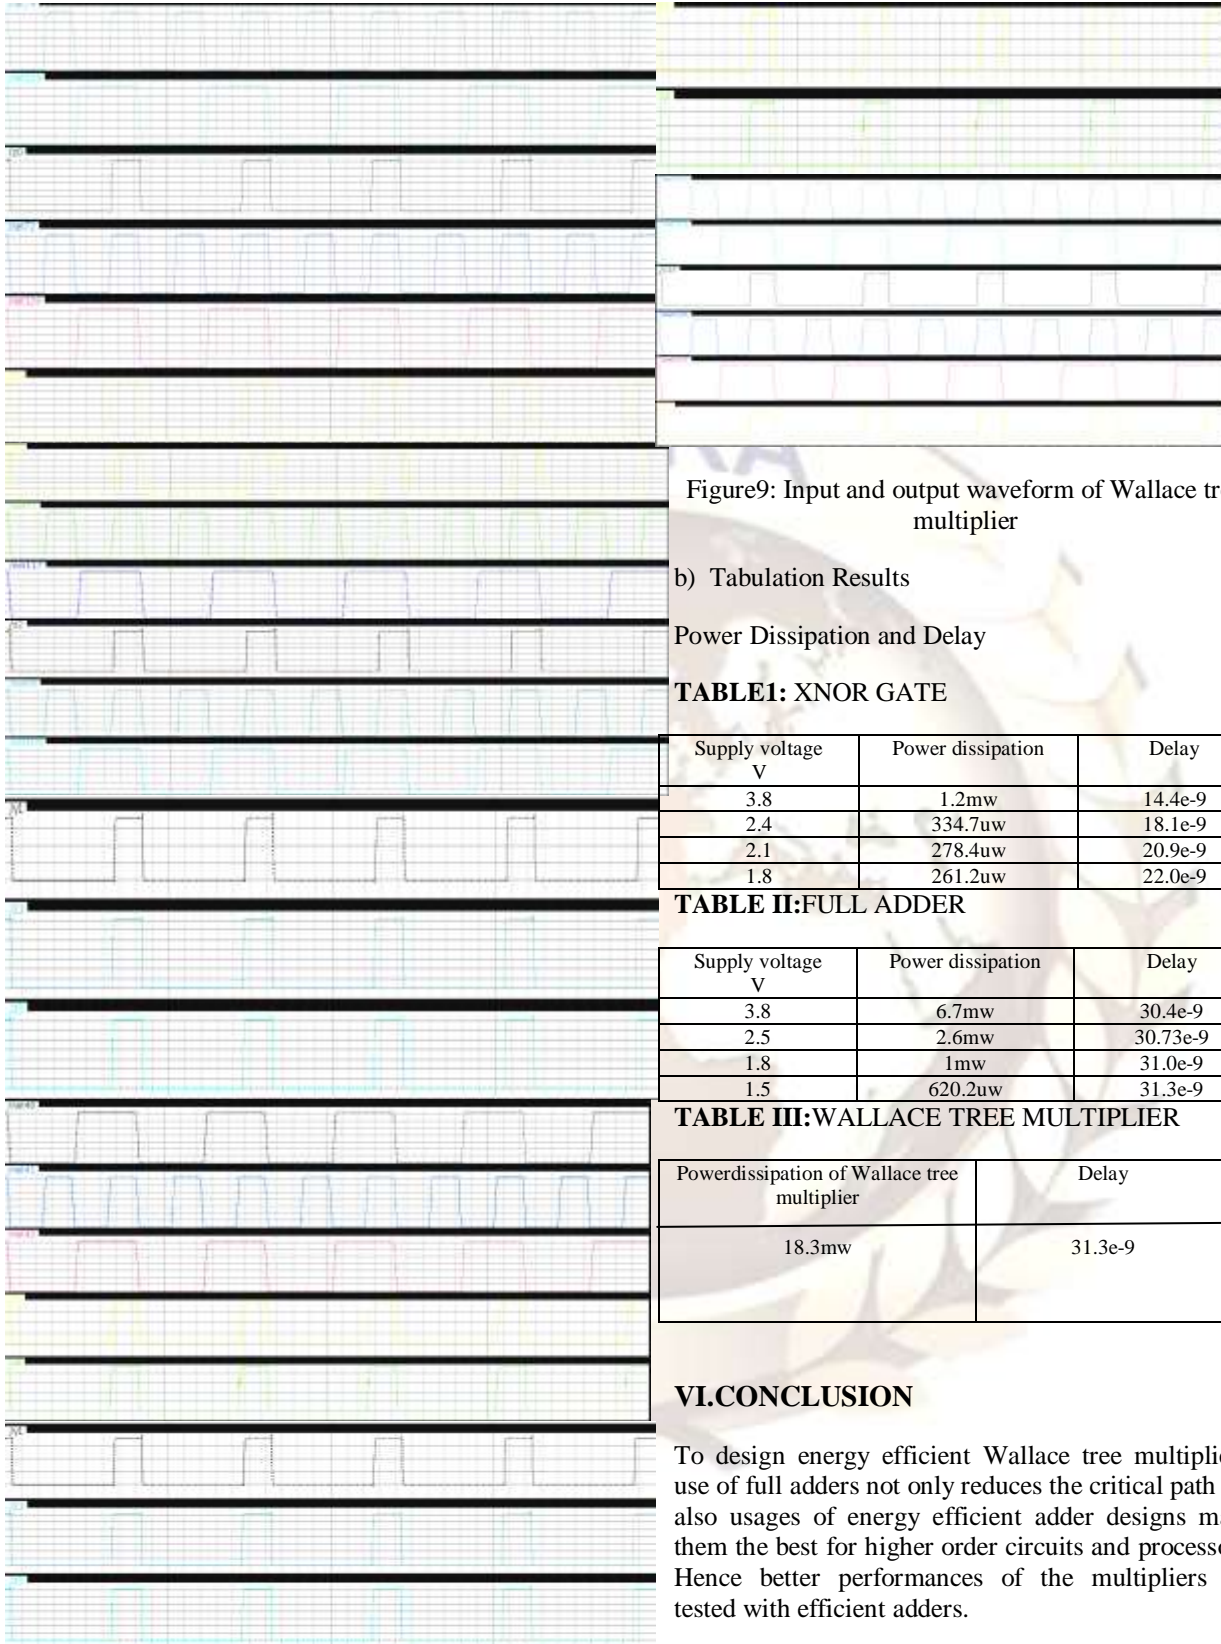 Figure9: Input and output waveform of Wallace
multiplier
b) Tabulation Results
Power Dissipation and Delay
TABLE1: XNOR GATE
Supply voltage V Power dissipation Delay
3.8 1.2mw 14.4e-9
2.4 334.7uw 18.1e-9
2.1 278.4uw 20.9e-9
1.8 261.2uw 22.0e-9
TABLE II:FULL ADDER
Supply voltage V Power dissipation Delay
3.8 6.7mw 30.4e-9
2.5 2.6mw 30.73e-9
1.8 1mw 31.0e-9
1.5 620.2uw 31.3e-9
TABLE III:WALLACE TREE MULTIPLIER
Powerdissipation of Wallace tree multiplier Delay
18.3mw 31.3e-9
VI.CONCLUSION
To design energy efficient Wallace tree
use of full adders not only reduces the critical path
also usages of energy efficient adder designs
them the best for higher order circuits and
Hence better performances of the multipliers
tested with efficient adders.